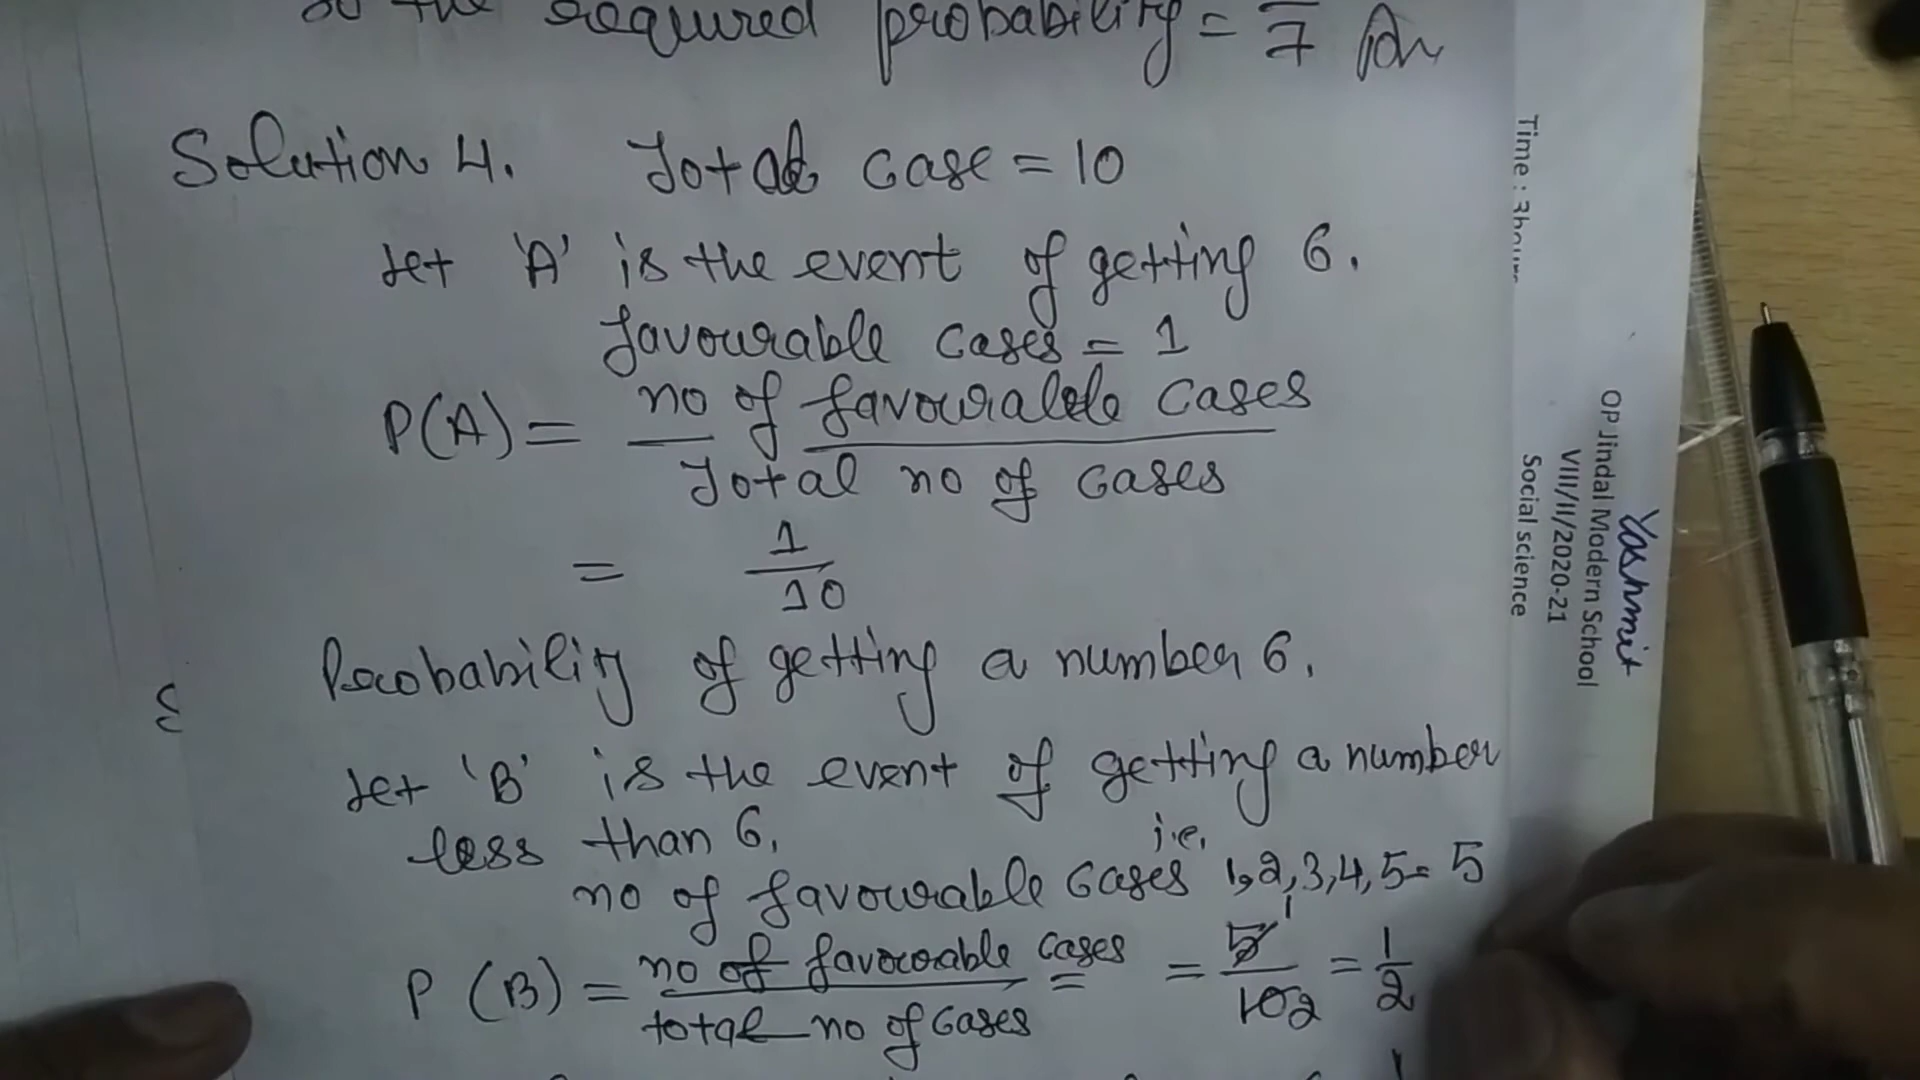 the required probability = 7
Solution 4. Total case = 10
Let 'A' is the event of getting 6.
favourable cases = 1
P(A) = no of favourable cases
Total no of cases
= 1
10
Probability of getting a number 6.
Let 'B' is the event of getting a number
less than 6.
i.e.
no of favourable cases 1,2,3,4,5 = 5
P (B) = no of favourable cases = = 5 1 = 1
total no of cases 10 2 2
Time : 3hours
OP Jindal Modern School
VIII/II/2020-21
Social science
Yashmit